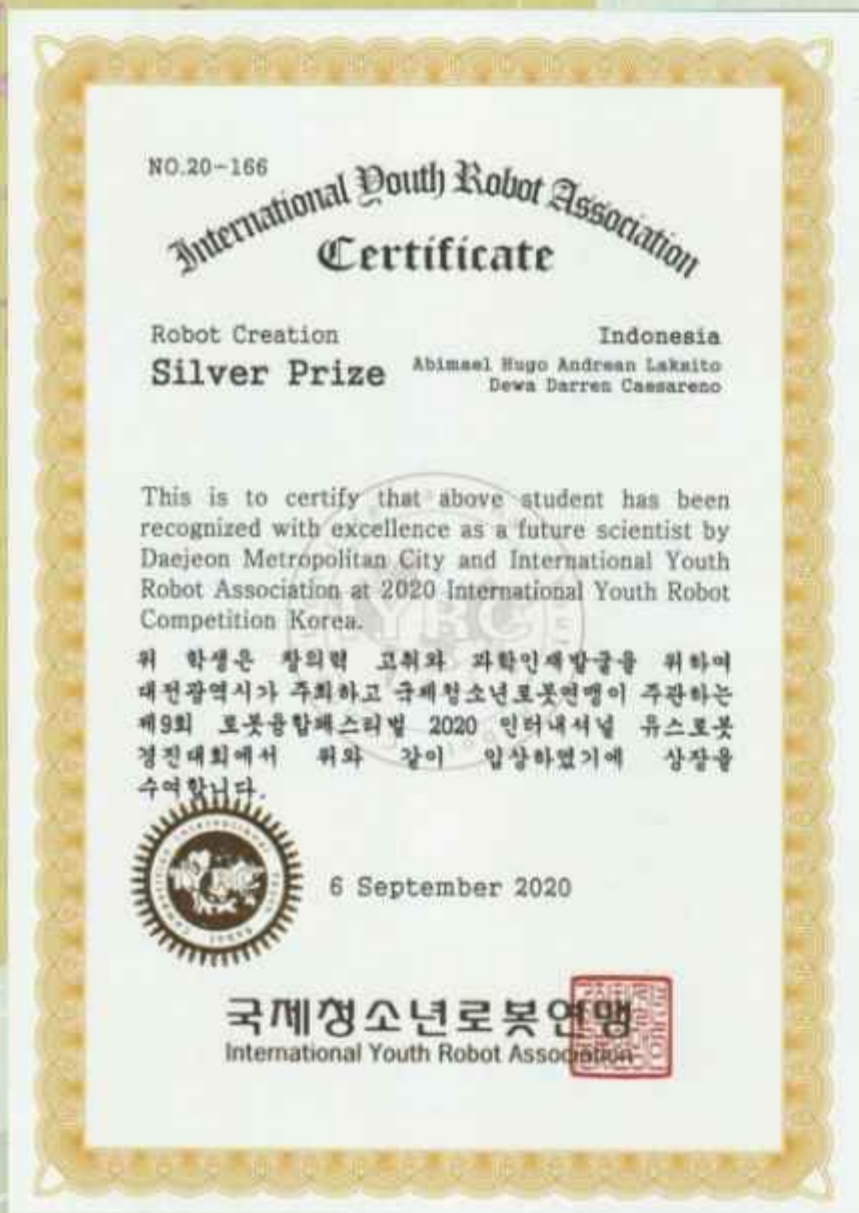 NO.20-166
International Youth Robot Association
Certificate
Robot Creation
Indonesia
Silver Prize
Abimael Hugo Andrean Laksito
Dewa Darren Caesareno
This is to certify that above student has been
recognized with excellence as a future scientist by
Daejeon Metropolitan City and International Youth
Robot Association at 2020 International Youth Robot
Competition Korea.
위 학생은 창의력 고취와 과학인재발굴을 위하여
대전광역시가 주최하고 국제청소년로봇연맹이 주관하는
제9회 로봇융합페스티벌 2020 인터내셔널 유스로봇
경진대회에서 위와 같이 입상하였기에 상장을
수여합니다.
6 September 2020
국제청소년로봇연맹
International Youth Robot Association